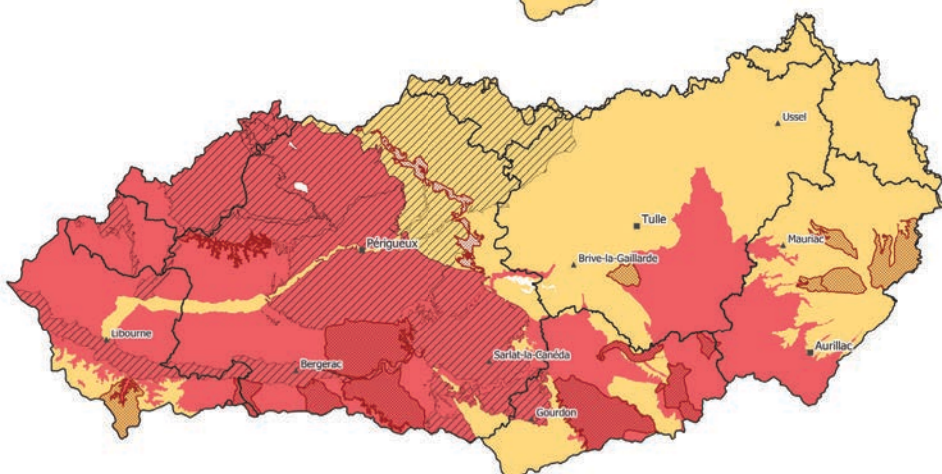 Ussel
Tulle
Mauriac
Périgueux
Brive-la-Gaillarde
Libourne
Aurillac
Sarlat-la-Canéda
Bergerac
Gourdon